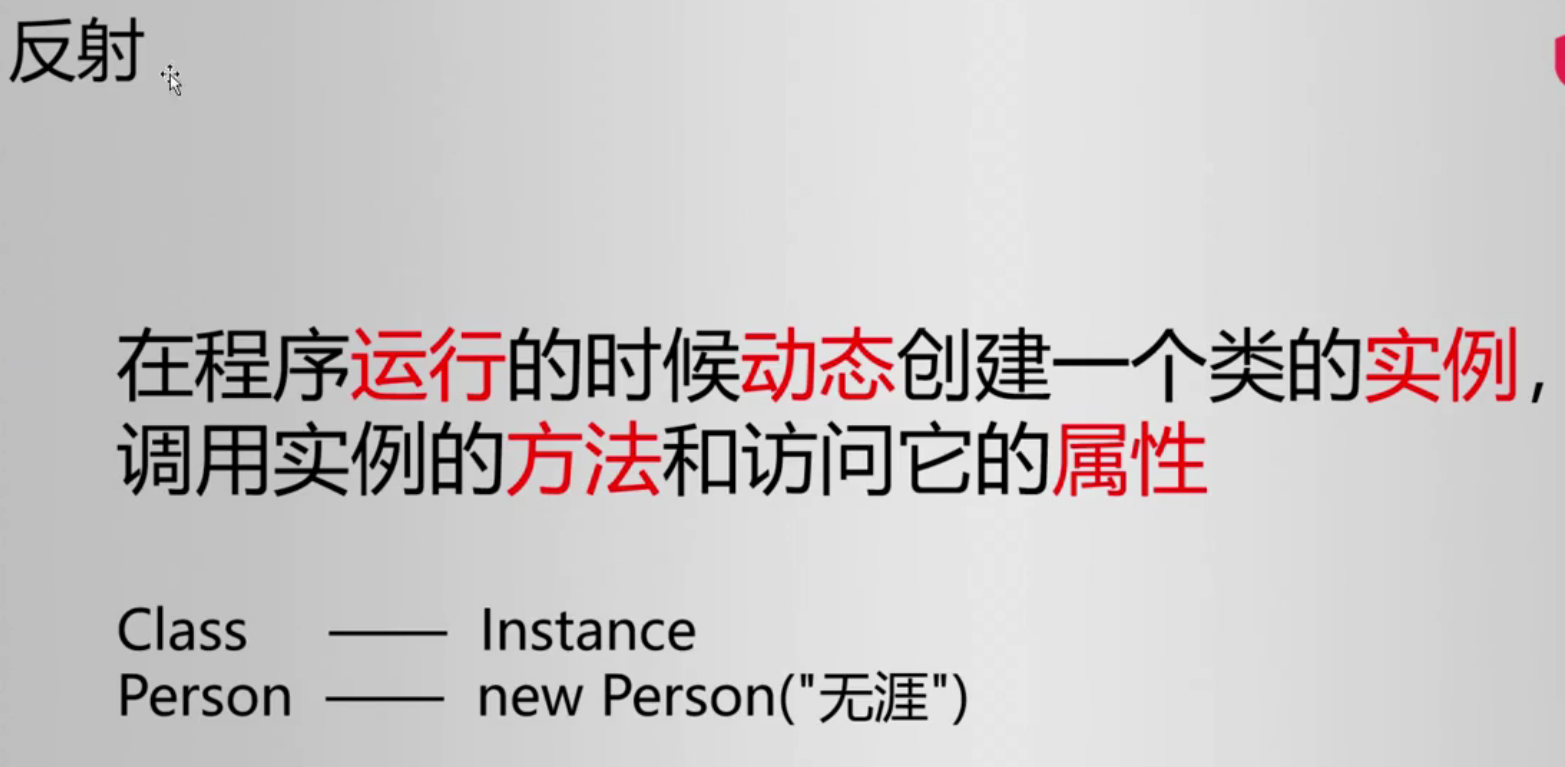 反射
在程序运行的时候动态创建一个类的实例，
调用实例的方法和访问它的属性
Class —— Instance
Person —— new Person("无涯")